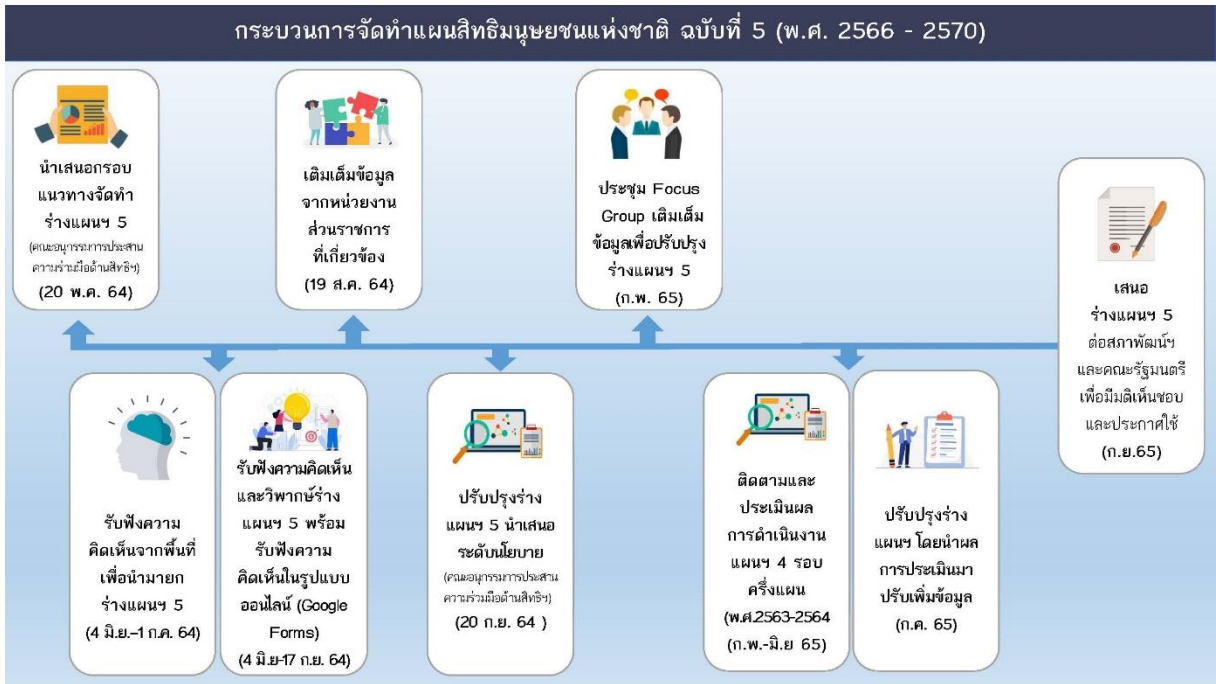 กระบวนการจัดทำแผนสิทธิมนุษยชนแห่งชาติ ฉบับที่ 5 (พ.ศ. 2566 - 2570)
นำเสนอกรอบ
แนวทางจัดทำ
ร่างแผนฯ 5
(คณะอนุกรรมการประสาน
ความร่วมมือด้านสิทธิฯ)
(20 พ.ค. 64)
เติมเต็มข้อมูล
จากหน่วยงาน
ส่วนราชการ
ที่เกี่ยวข้อง
(19 ส.ค. 64)
ประชุม Focus
Group เติมเต็ม
ข้อมูลเพื่อปรับปรุง
ร่างแผนฯ 5
(ก.พ. 65)
เสนอ
ร่างแผนฯ 5
ต่อสภาพัฒน์ฯ
และคณะรัฐมนตรี
เพื่อมีมติเห็นชอบ
และประกาศใช้
(ก.ย.65)
รับฟังความ
คิดเห็นจากพื้นที่
เพื่อนำมายก
ร่างแผนฯ 5
(4 มิ.ย.–1 ก.ค. 64)
รับฟังความคิดเห็น
และวิพากษ์ร่าง
แผนฯ 5 พร้อม
รับฟังความ
คิดเห็นในรูปแบบ
ออนไลน์ (Google
Forms)
(4 มิ.ย-17 ก.ย. 64)
ปรับปรุงร่าง
แผนฯ 5 นำเสนอ
ระดับนโยบาย
(คณะอนุกรรมการประสาน
ความร่วมมือด้านสิทธิฯ)
(20 ก.ย. 64 )
ติดตามและ
ประเมินผล
การดำเนินงาน
แผนฯ 4 รอบ
ครึ่งแผน
(พ.ศ.2563-2564
(ก.พ.-มิ.ย 65)
ปรับปรุงร่าง
แผนฯ โดยนำผล
การประเมินมา
ปรับเพิ่มข้อมูล
(ก.ค. 65)